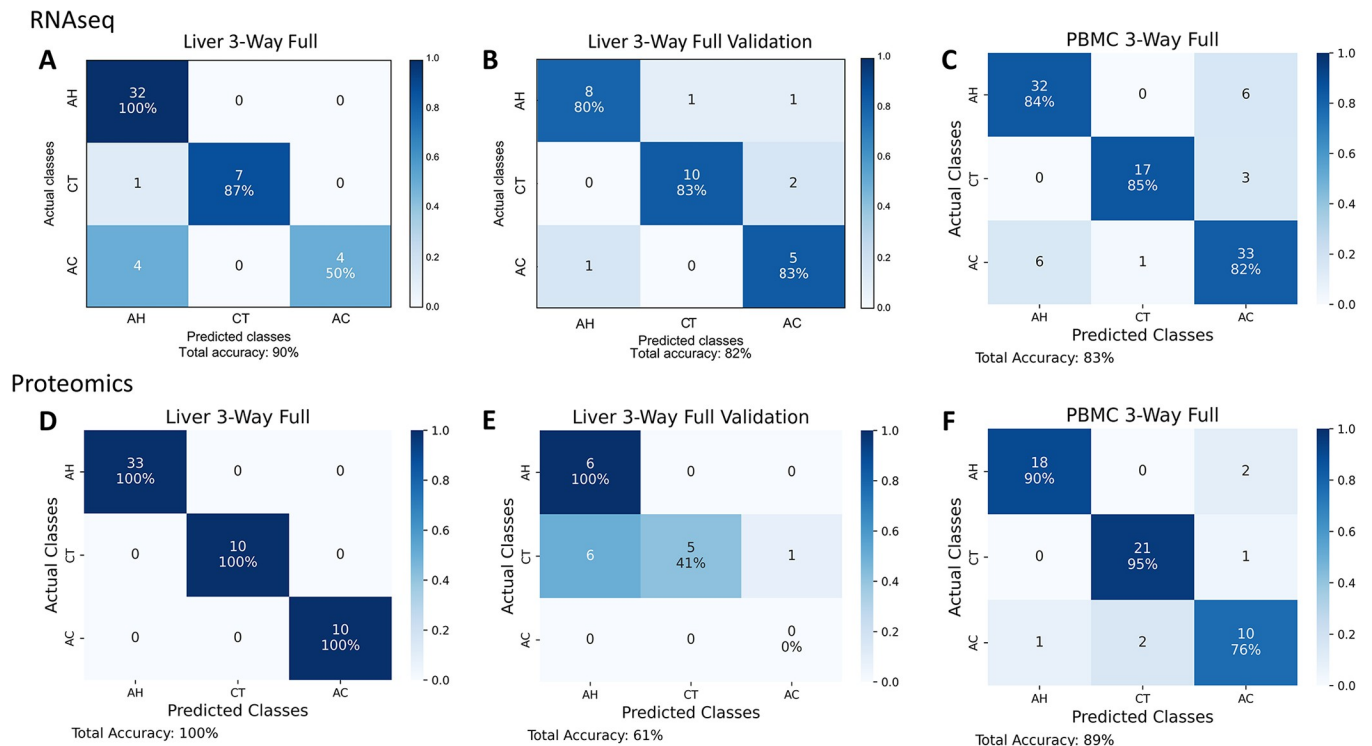 RNAseq
A
Liver 3-Way Full
Actual classes
AH
32
100%
0
0
CT
1
7
87%
0
AC
4
0
4
50%
AH
CT
AC
Predicted classes
Total accuracy: 90%
1.0
0.8
0.6
0.4
0.2
0.0
B
Liver 3-Way Full Validation
Actual classes
AH
8
80%
1
1
CT
0
10
83%
2
AC
1
0
5
83%
AH
CT
AC
Predicted classes
Total accuracy: 82%
1.0
0.8
0.6
0.4
0.2
0.0
C
PBMC 3-Way Full
Actual Classes
AH
32
84%
0
6
CT
0
17
85%
3
AC
6
1
33
82%
AH
CT
AC
Predicted Classes
Total Accuracy: 83%
1.0
0.8
0.6
0.4
0.2
0.0
Proteomics
D
Liver 3-Way Full
Actual Classes
AH
33
100%
0
0
CT
0
10
100%
0
AC
0
0
10
100%
AH
CT
AC
Predicted Classes
Total Accuracy: 100%
1.0
0.8
0.6
0.4
0.2
0.0
E
Liver 3-Way Full Validation
Actual Classes
AH
6
100%
0
0
CT
6
5
41%
1
AC
0
0
0
0%
AH
CT
AC
Predicted Classes
Total Accuracy: 61%
1.0
0.8
0.6
0.4
0.2
0.0
F
PBMC 3-Way Full
Actual Classes
AH
18
90%
0
2
CT
0
21
95%
1
AC
1
2
10
76%
AH
CT
AC
Predicted Classes
Total Accuracy: 89%
1.0
0.8
0.6
0.4
0.2
0.0